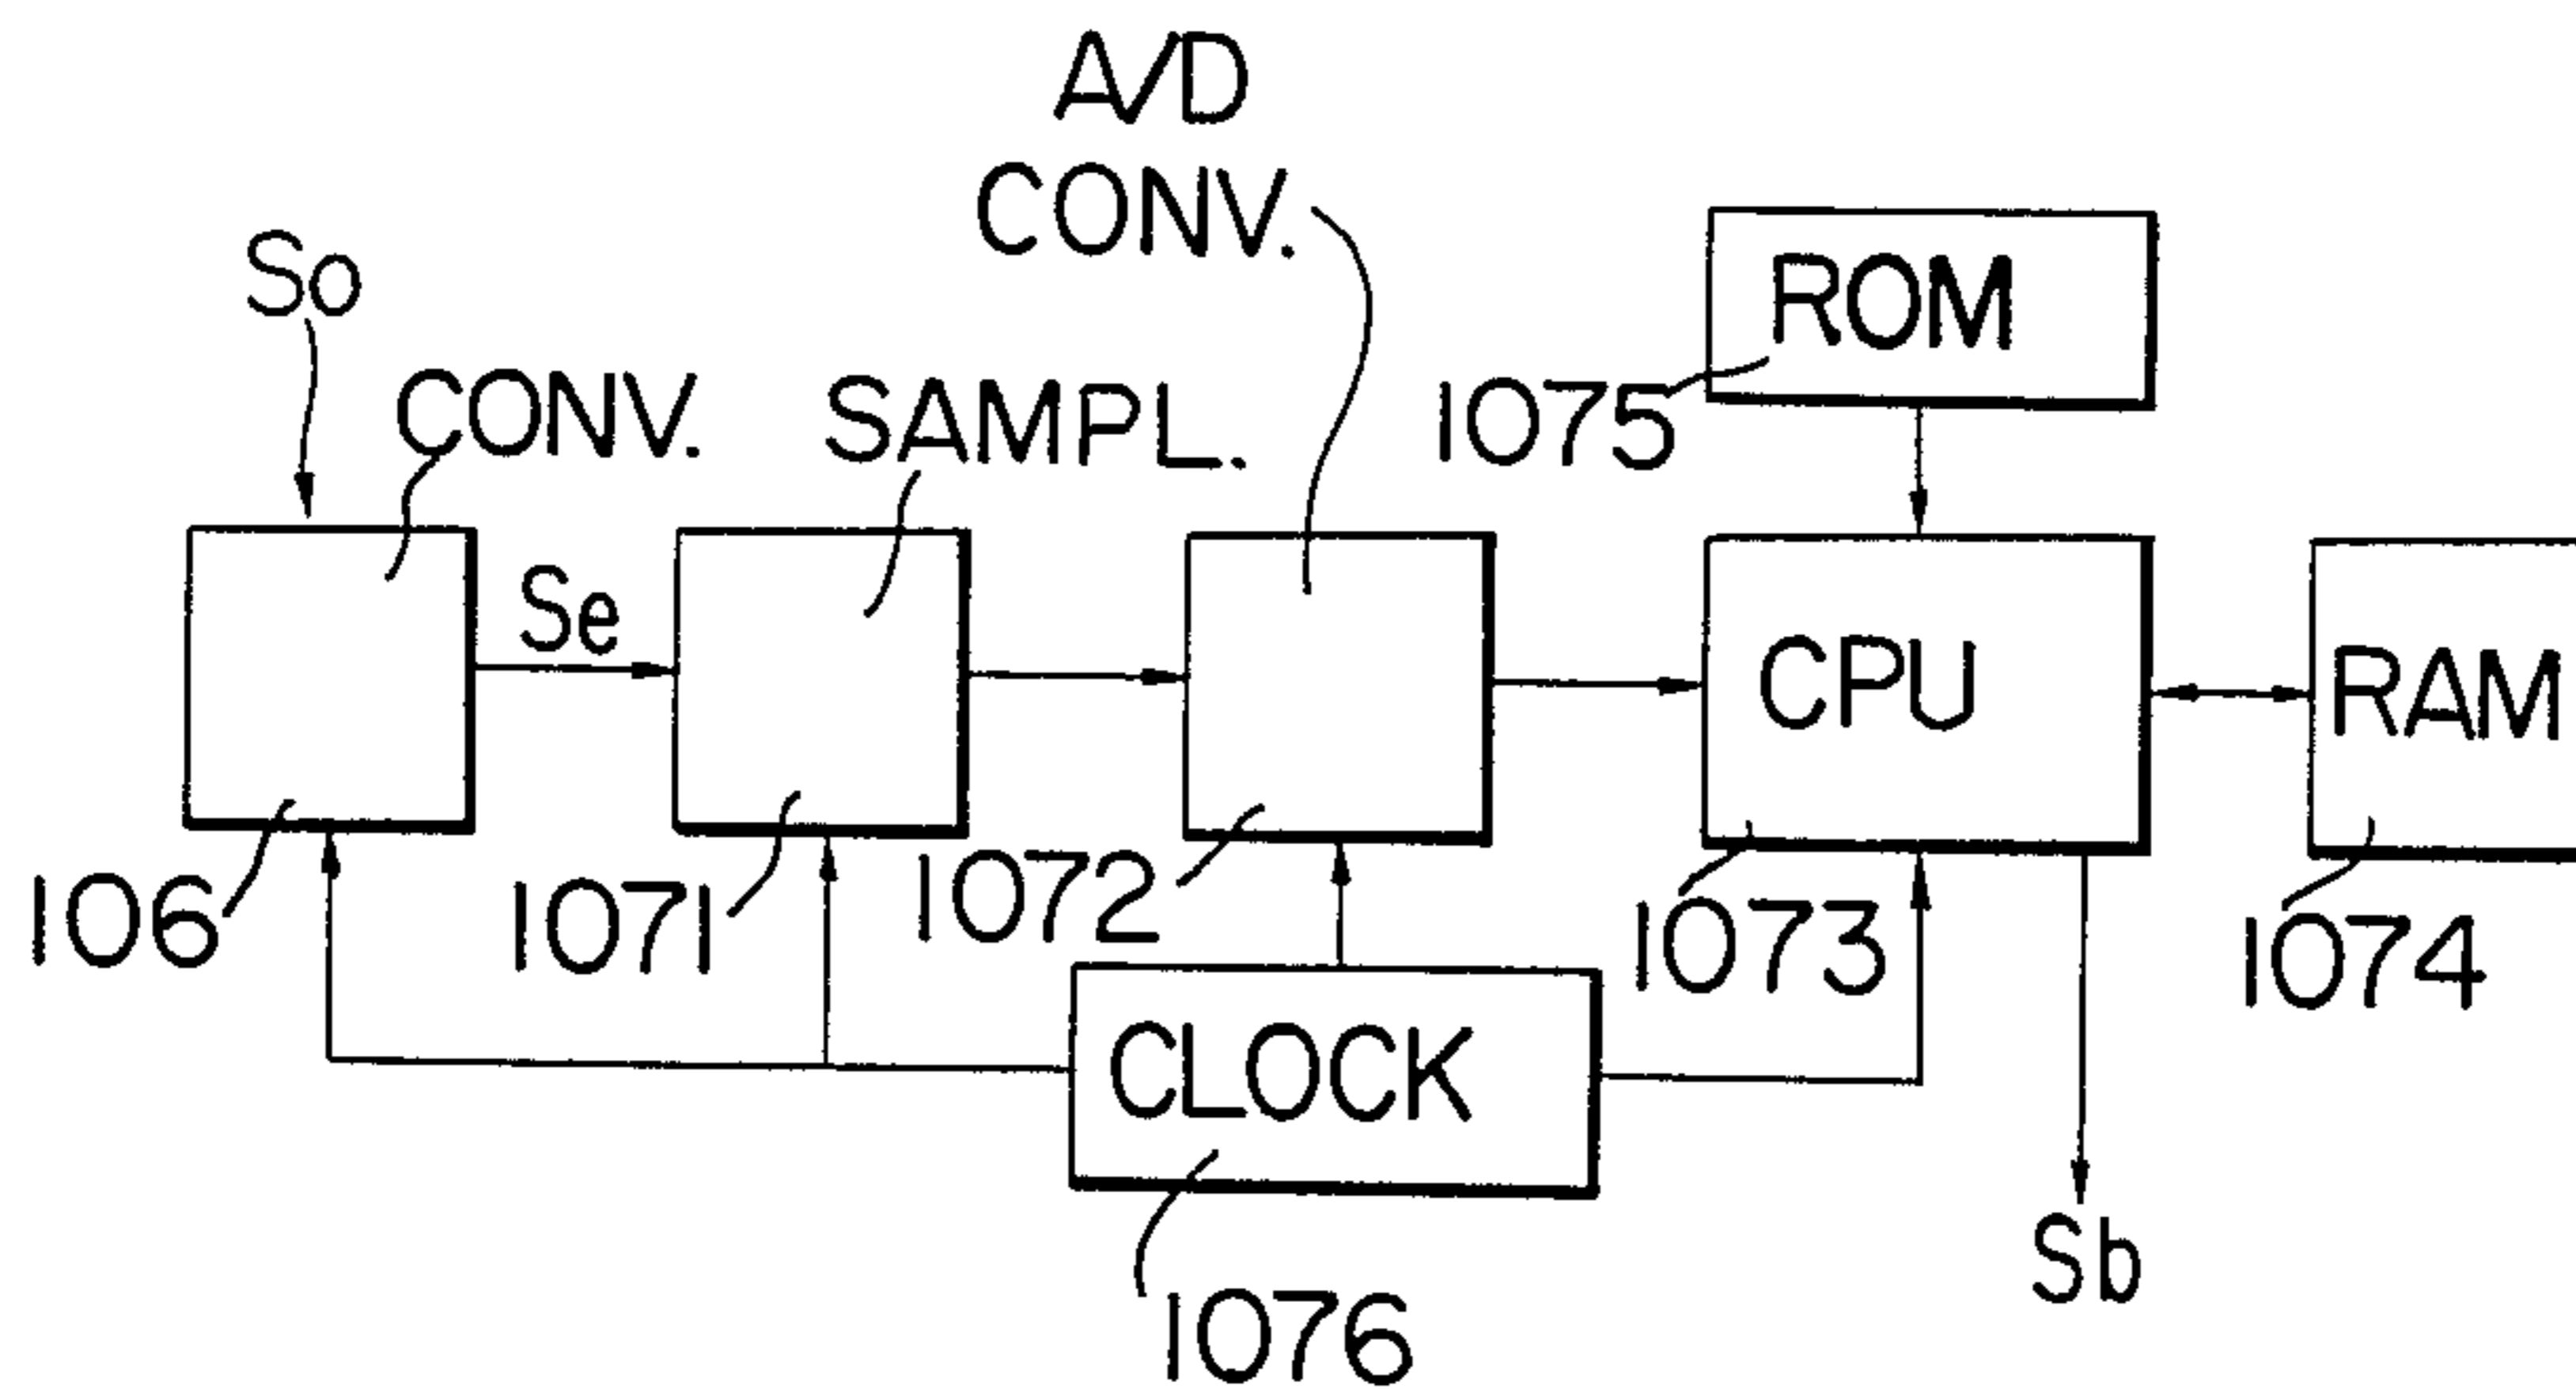 A/D
CONV.
So
CONV.
SAMPL.
ROM
1075
Se
CPU
RAM
106
1071
1072
1073
1074
CLOCK
Sb
1076